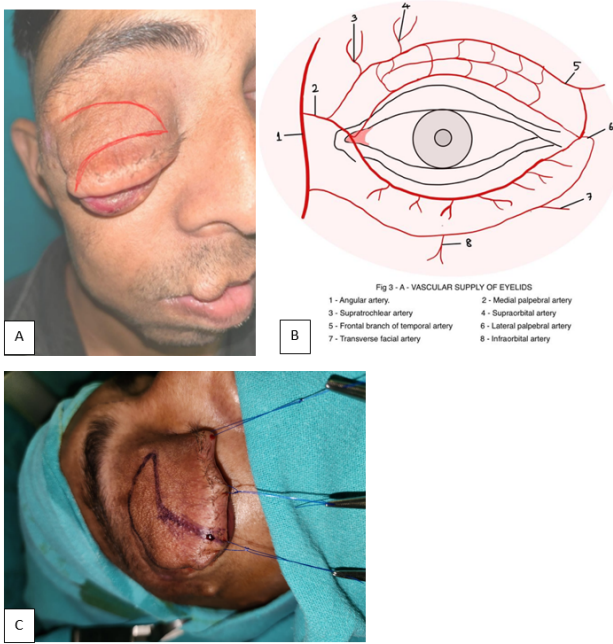 A
B
3
4
2
5
1
6
7
8
Fig 3 - A - VASCULAR SUPPLY OF EYELIDS
1 - Angular artery. 2 - Medial palpebral artery
3 - Supratrochlear artery 4 - Supraorbital artery
5 - Frontal branch of temporal artery 6 - Lateral palpebral artery
7 - Transverse facial artery 8 - Infraorbital artery
C